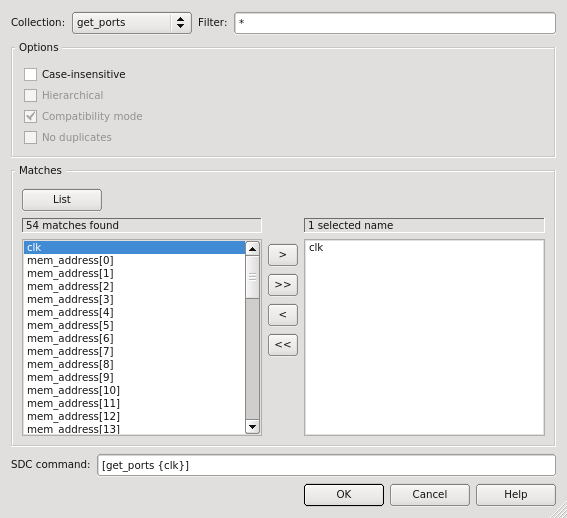 Collection: get_ports Filter: *
Options
Case-insensitive
Hierarchical
Compatibility mode
No duplicates
Matches
List
54 matches found 1 selected name
clk > clk
mem_address[0]
mem_address[1]
mem_address[2] >>
mem_address[3]
mem_address[4]
mem_address[5] <
mem_address[6]
mem_address[7] <<
mem_address[8]
mem_address[9]
mem_address[10]
mem_address[11]
mem_address[12]
mem_address[13]
SDC command: [get_ports {clk}]
OK Cancel Help